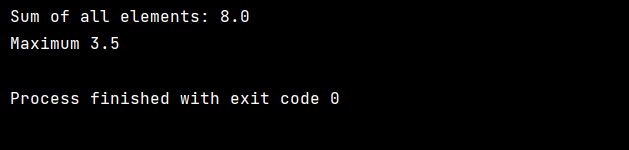 Sum of all elements: 8.0
Maximum 3.5
Process finished with exit code 0